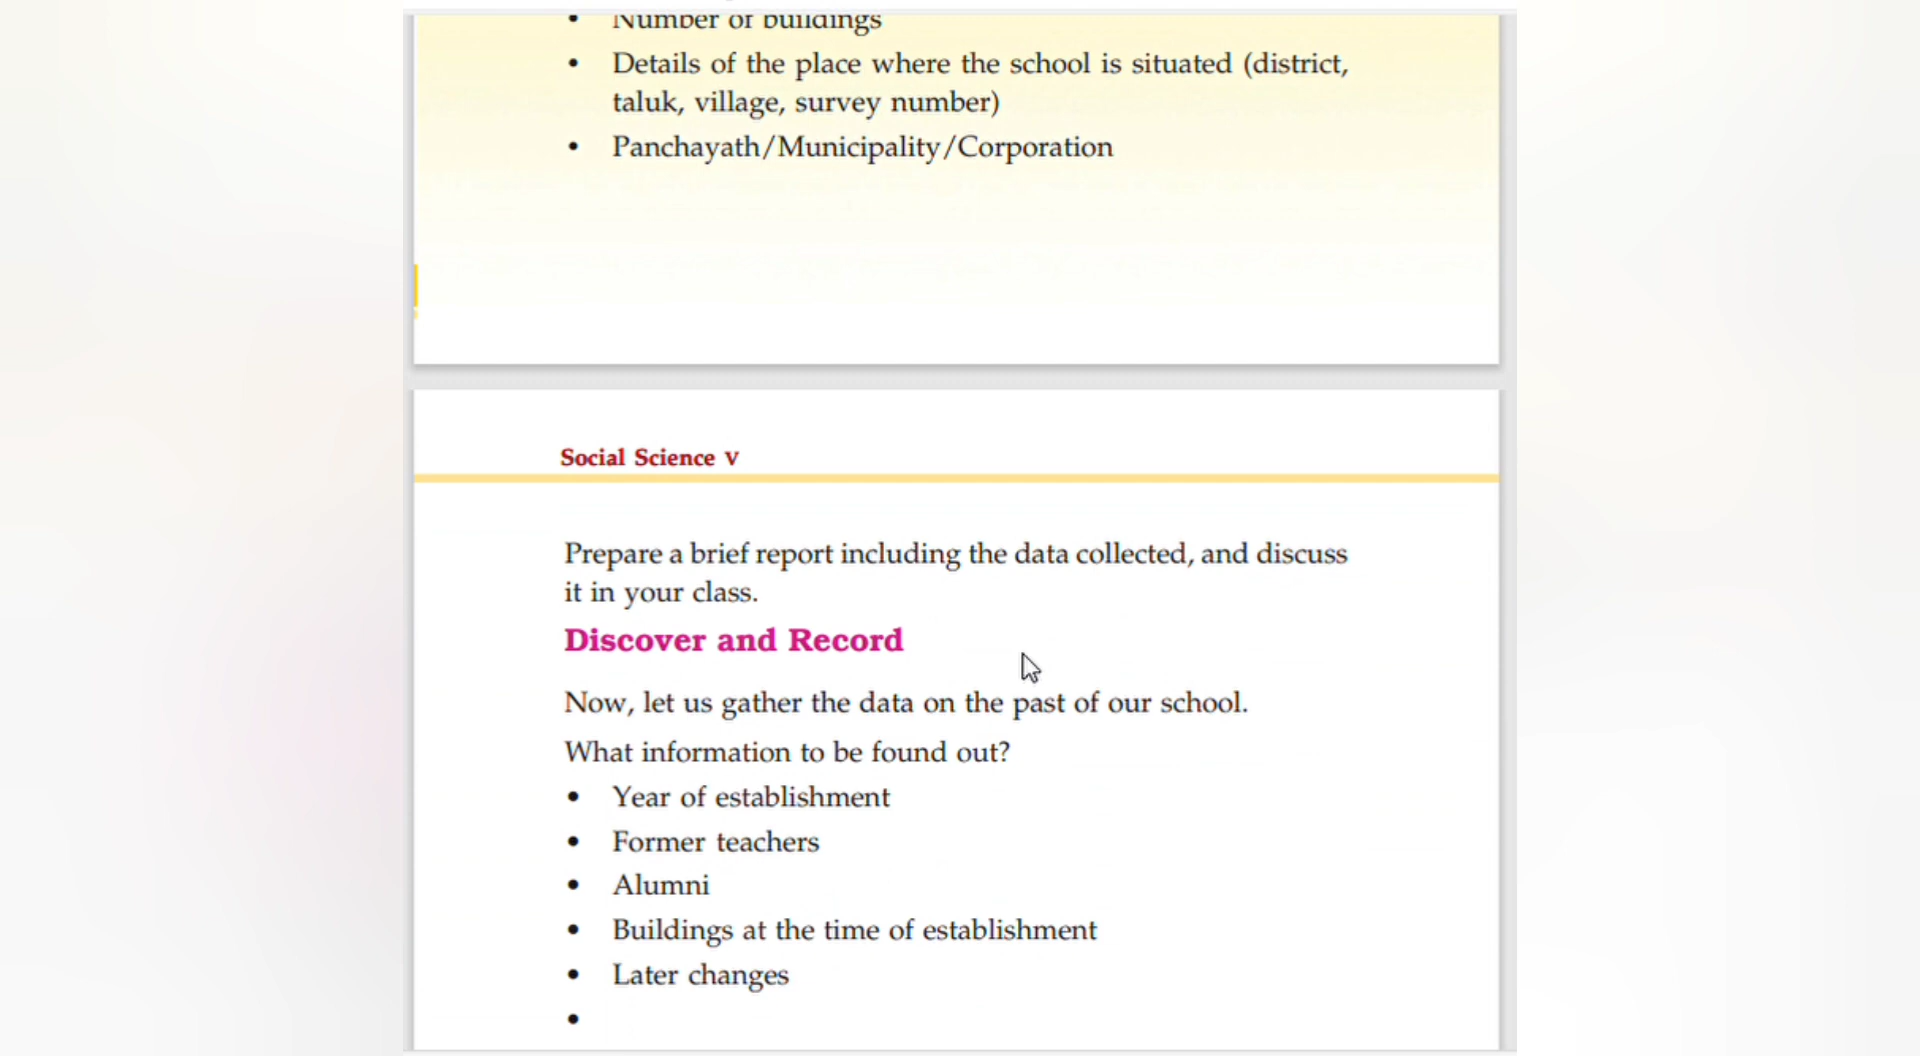 • Number of buildings
• Details of the place where the school is situated (district,
taluk, village, survey number)
• Panchayath/Municipality/Corporation
Social Science V
Prepare a brief report including the data collected, and discuss
it in your class.
Discover and Record
Now, let us gather the data on the past of our school.
What information to be found out?
• Year of establishment
• Former teachers
• Alumni
• Buildings at the time of establishment
• Later changes
•